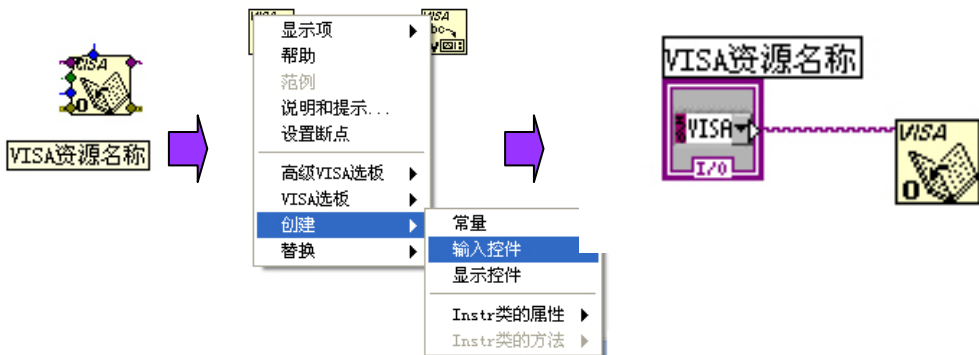 VISA
VISA资源名称
VISA
VISA
abc
显示项
帮助
范例
说明和提示...
设置断点
高级VISA选板
VISA选板
创建
替换
常量
输入控件
显示控件
Instr类的属性
Instr类的方法
VISA资源名称
VISA
I/O
VISA